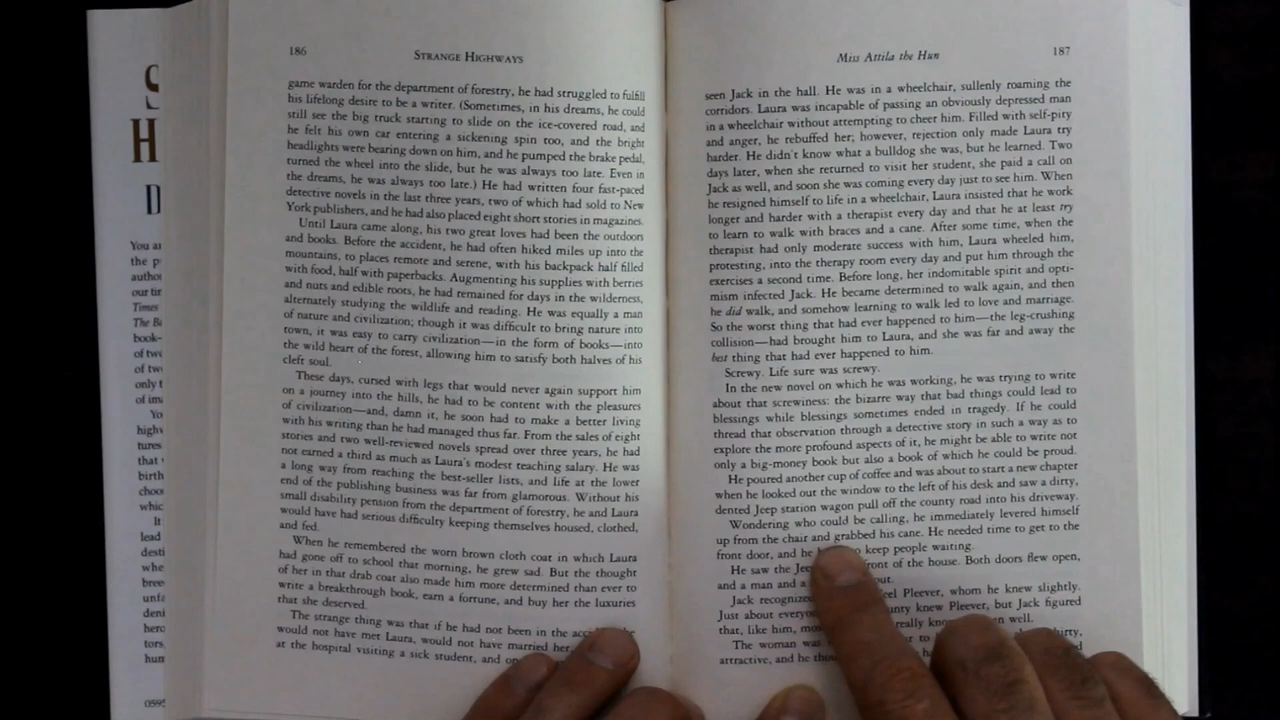 S
H
D
You ar
the p
autho
our tir
Times
The Bo
book-
of two
of two
only t
of ima
Yo
highw
tures
that
birth
choo
whic
It
lead
desti
whe
bree
unfa
deni
hero
tors,
hum
0595
186
STRANGE HIGHWAYS
game warden for the department of forestry, he had struggled to fulfill
his lifelong desire to be a writer. (Sometimes, in his dreams, he could
still see the big truck starting to slide on the ice-covered road, and
he felt his own car entering a sickening spin too, and the bright
headlights were bearing down on him, and he pumped the brake pedal,
turned the wheel into the slide, but he was always too late. Even in
the dreams, he was always too late.) He had written four fast-paced
detective novels in the last three years, two of which had sold to New
York publishers, and he had also placed eight short stories in magazines.
Until Laura came along, his two great loves had been the outdoors
and books. Before the accident, he had often hiked miles up into the
mountains, to places remote and serene, with his backpack half filled
with food, half with paperbacks. Augmenting his supplies with berries
and nuts and edible roots, he had remained for days in the wilderness,
alternately studying the wildlife and reading. He was equally a man
of nature and civilization; though it was difficult to bring nature into
town, it was easy to carry civilization—in the form of books—into
the wild heart of the forest, allowing him to satisfy both halves of his
cleft soul.
These days, cursed with legs that would never again support him
on a journey into the hills, he had to be content with the pleasures
of civilization—and, damn it, he soon had to make a better living
with his writing than he had managed thus far. From the sales of eight
stories and two well-reviewed novels spread over three years, he had
not earned a third as much as Laura's modest teaching salary. He was
a long way from reaching the best-seller lists, and life at the lower
end of the publishing business was far from glamorous. Without his
small disability pension from the department of forestry, he and Laura
would have had serious difficulty keeping themselves housed, clothed,
and fed.
When he remembered the worn brown cloth coat in which Laura
had gone off to school that morning, he grew sad. But the thought
of her in that drab coat also made him more determined than ever to
write a breakthrough book, earn a fortune, and buy her the luxuries
that she deserved.
The strange thing was that if he had not been in the
would not have met Laura, would not have married her.
at the hospital visiting a sick student, and
Miss Attila the Hun
187
seen Jack in the hall. He was in a wheelchair, sullenly roaming the
corridors. Laura was incapable of passing an obviously depressed man
in a wheelchair without attempting to cheer him. Filled with self-pity
and anger, he rebuffed her; however, rejection only made Laura try
harder. He didn't know what a bulldog she was, but he learned. Two
days later, when she returned to visit her student, she paid a call on
Jack as well, and soon she was coming every day just to see him. When
he resigned himself to life in a wheelchair, Laura insisted that he work
longer and harder with a therapist every day and that he at least try
to learn to walk with braces and a cane. After some time, when the
therapist had only moderate success with him, Laura wheeled him,
protesting, into the therapy room every day and put him through the
exercises a second time. Before long, her indomitable spirit and opti-
mism infected Jack. He became determined to walk again, and then
he did walk, and somehow learning to walk led to love and marriage.
So the worst thing that had ever happened to him—the leg-crushing
collision—had brought him to Laura, and she was far and away the
best thing that had ever happened to him.
Screwy. Life sure was screwy.
In the new novel on which he was working, he was trying to write
about that screwiness: the bizarre way that bad things could lead to
blessings while blessings sometimes ended in tragedy. If he could
thread that observation through a detective story in such a way as to
explore the more profound aspects of it, he might be able to write not
only a big-money book but also a book of which he could be proud.
He poured another cup of coffee and was about to start a new chapter
when he looked out the window to the left of his desk and saw a dirty,
dented Jeep station wagon pull off the county road into his driveway.
Wondering who could be calling, he immediately levered himself
up from the chair and grabbed his cane. He needed time to get to the
front door, and he keep people waiting.
He saw the Jeep front of the house. Both doors flew open,
and a man and a out.
Jack recognized Pleever, whom he knew slightly.
Just about knew Pleever, but Jack figured
that, like him, really well.
The woman was
attractive, and he